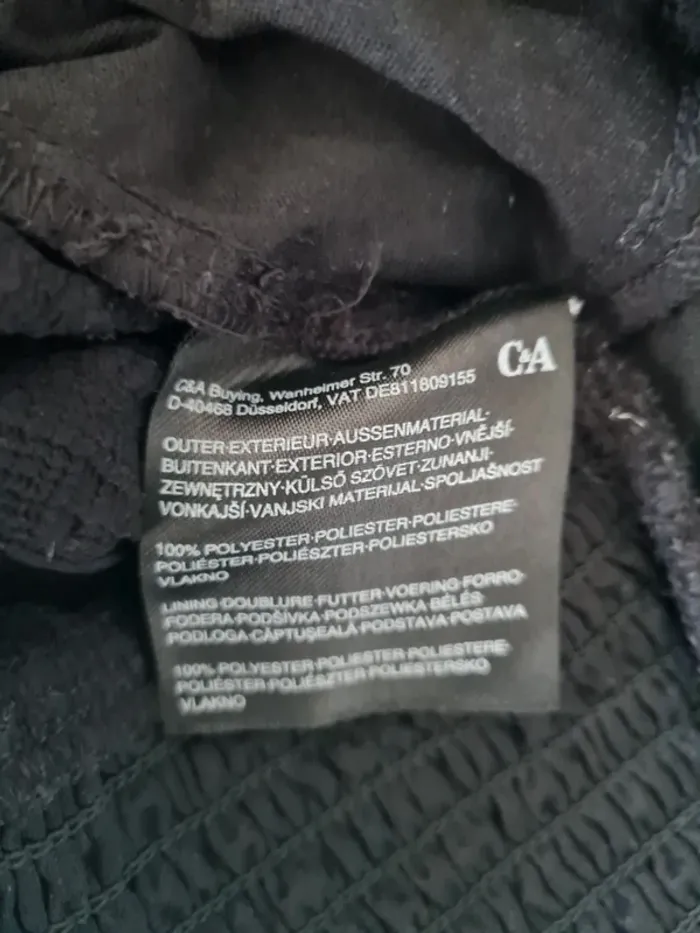 C&A
C&A Buying, Wanheimer Str. 70
D-40468 Düsseldorf, VAT DE811809155
OUTER·EXTERIEUR·AUSSENMATERIAL·
BUITENKANT·EXTERIOR·ESTERNO·VNĚJŠÍ·
ZEWNĘTRZNY·KÜLSŐ SZÖVET·ZUNANJI·
VONKAJŠÍ·VANJSKI MATERIJAL·SPOLJAŠNOST
100% POLYESTER·POLIESTER·POLIESTERE·
POLIÉSTER·POLIÉSZTER·POLIESTERSKO
VLAKNO
LINING·DOUBLURE·FUTTER·VOERING·FORRO·
FODERA·PODŠÍVKA·PODSZEWKA·BÉLÉS·
PODLOGA·CĂPTUȘEALĂ·PODSTAVA·POSTAVA
100% POLYESTER·POLIESTER·POLIESTERE·
POLIÉSTER·POLIÉSZTER·POLIESTERSKO
VLAKNO